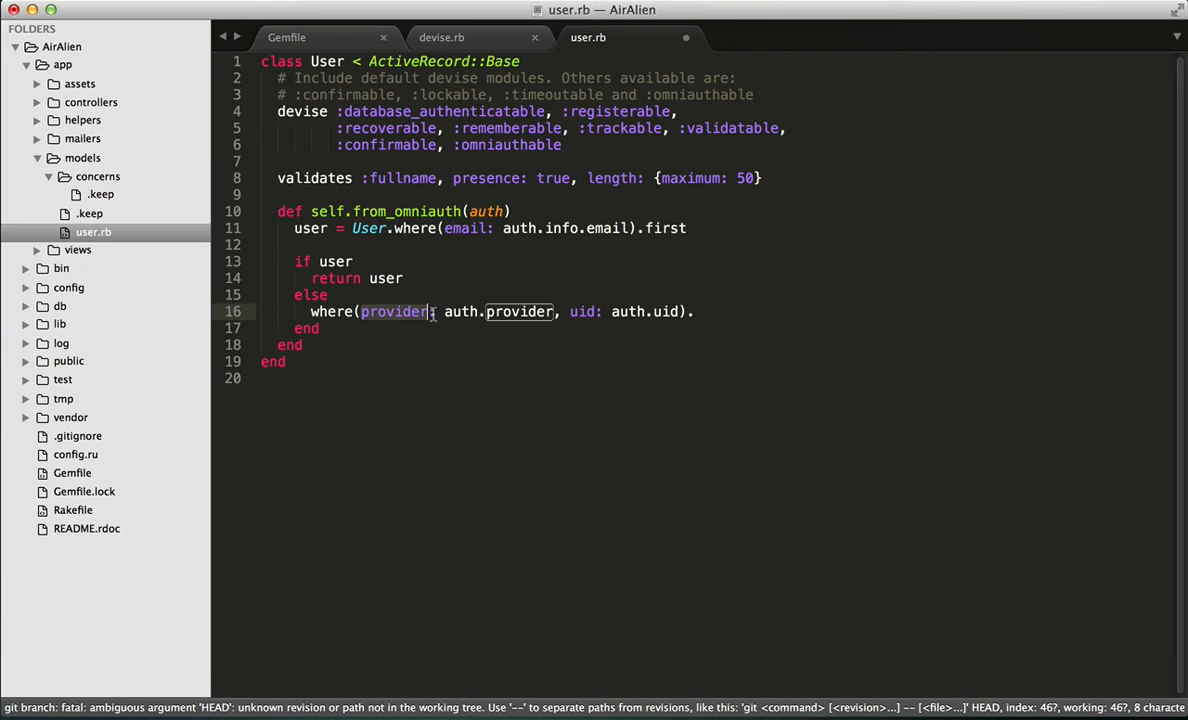 user.rb — AirAlien
FOLDERS
AirAlien
app
assets
controllers
helpers
mailers
models
concerns
.keep
.keep
user.rb
views
bin
config
db
lib
log
public
test
tmp
vendor
.gitignore
config.ru
Gemfile
Gemfile.lock
Rakefile
README.rdoc
Gemfile × devise.rb × user.rb
1 class User < ActiveRecord::Base
2 # Include default devise modules. Others available are:
3 # :confirmable, :lockable, :timeoutable and :omniauthable
4 devise :database_authenticatable, :registerable,
5 :recoverable, :rememberable, :trackable, :validatable,
6 :confirmable, :omniauthable
7
8 validates :fullname, presence: true, length: {maximum: 50}
9
10 def self.from_omniauth(auth)
11 user = User.where(email: auth.info.email).first
12
13 if user
14 return user
15 else
16 where(provider: auth.provider, uid: auth.uid).
17 end
18 end
19 end
20
git branch: fatal: ambiguous argument 'HEAD': unknown revision or path not in the working tree. Use '--' to separate paths from revisions, like this: 'git <command> [<revision>...] -- [<file>...]' HEAD, index: 46?, working: 46?, 8 characte